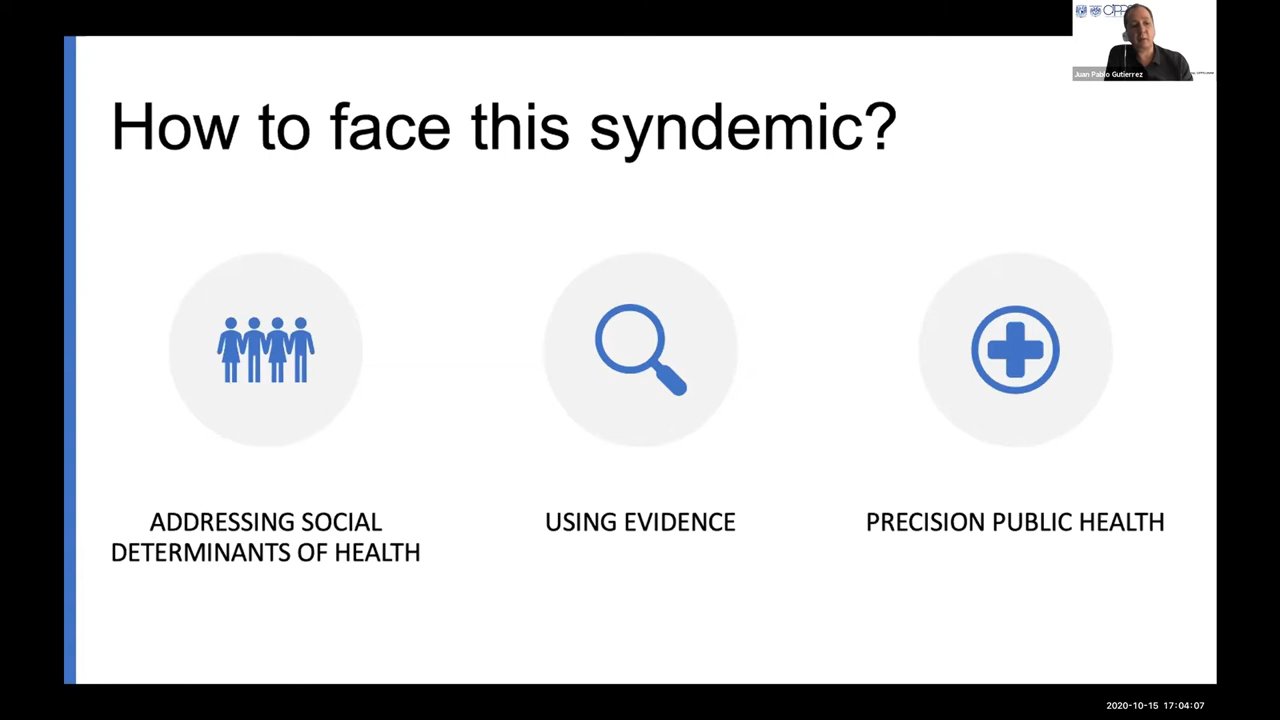 How to face this syndemic?
ADDRESSING SOCIAL
DETERMINANTS OF HEALTH
USING EVIDENCE
PRECISION PUBLIC HEALTH
Juan Pablo Gutierrez
2020-10-15 17:04:07